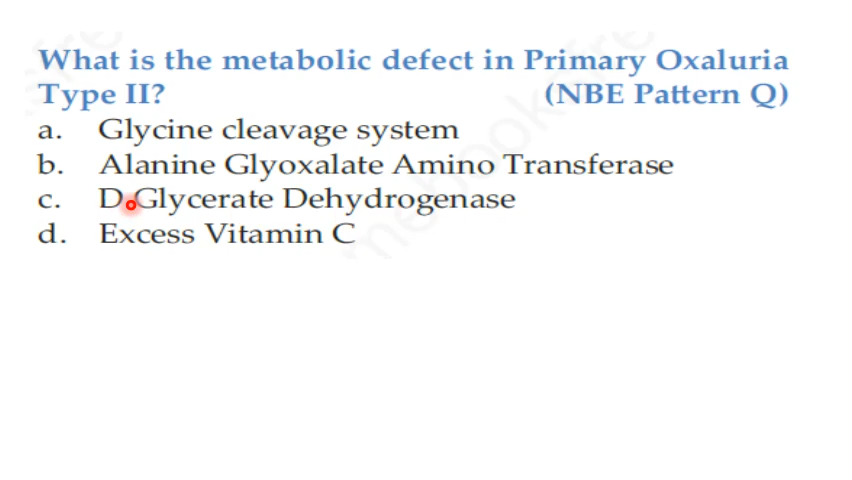 What is the metabolic defect in Primary Oxaluria
Type II? (NBE Pattern Q)
a. Glycine cleavage system
b. Alanine Glyoxalate Amino Transferase
c. D Glycerate Dehydrogenase
d. Excess Vitamin C